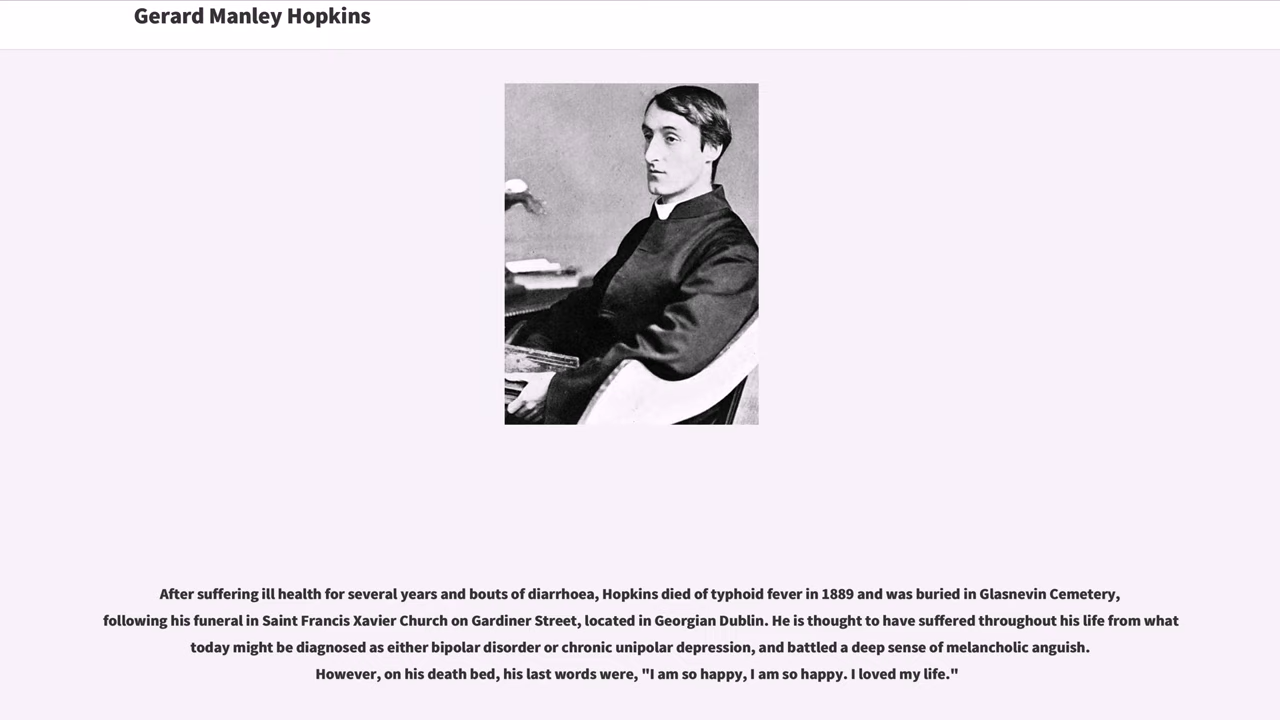 Gerard Manley Hopkins
After suffering ill health for several years and bouts of diarrhoea, Hopkins died of typhoid fever in 1889 and was buried in Glasnevin Cemetery,
following his funeral in Saint Francis Xavier Church on Gardiner Street, located in Georgian Dublin. He is thought to have suffered throughout his life from what
today might be diagnosed as either bipolar disorder or chronic unipolar depression, and battled a deep sense of melancholic anguish.
However, on his death bed, his last words were, "I am so happy, I am so happy. I loved my life."